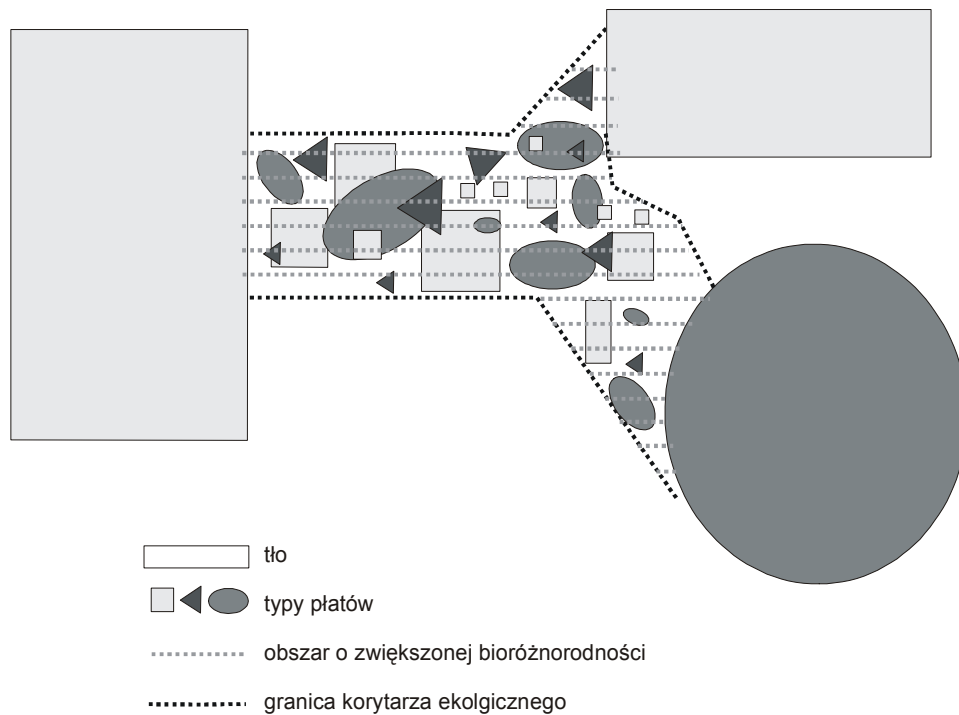 tło
typy płatów
obszar o zwiększonej bioróżnorodności
granica korytarza ekolgicznego